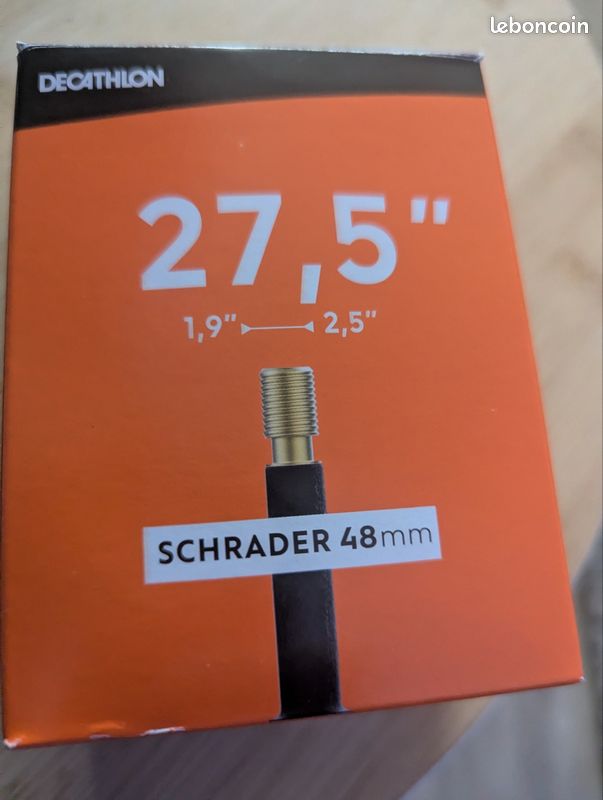 leboncoin
DECATHLON
27,5"
1,9" 2,5"
SCHRADER 48mm